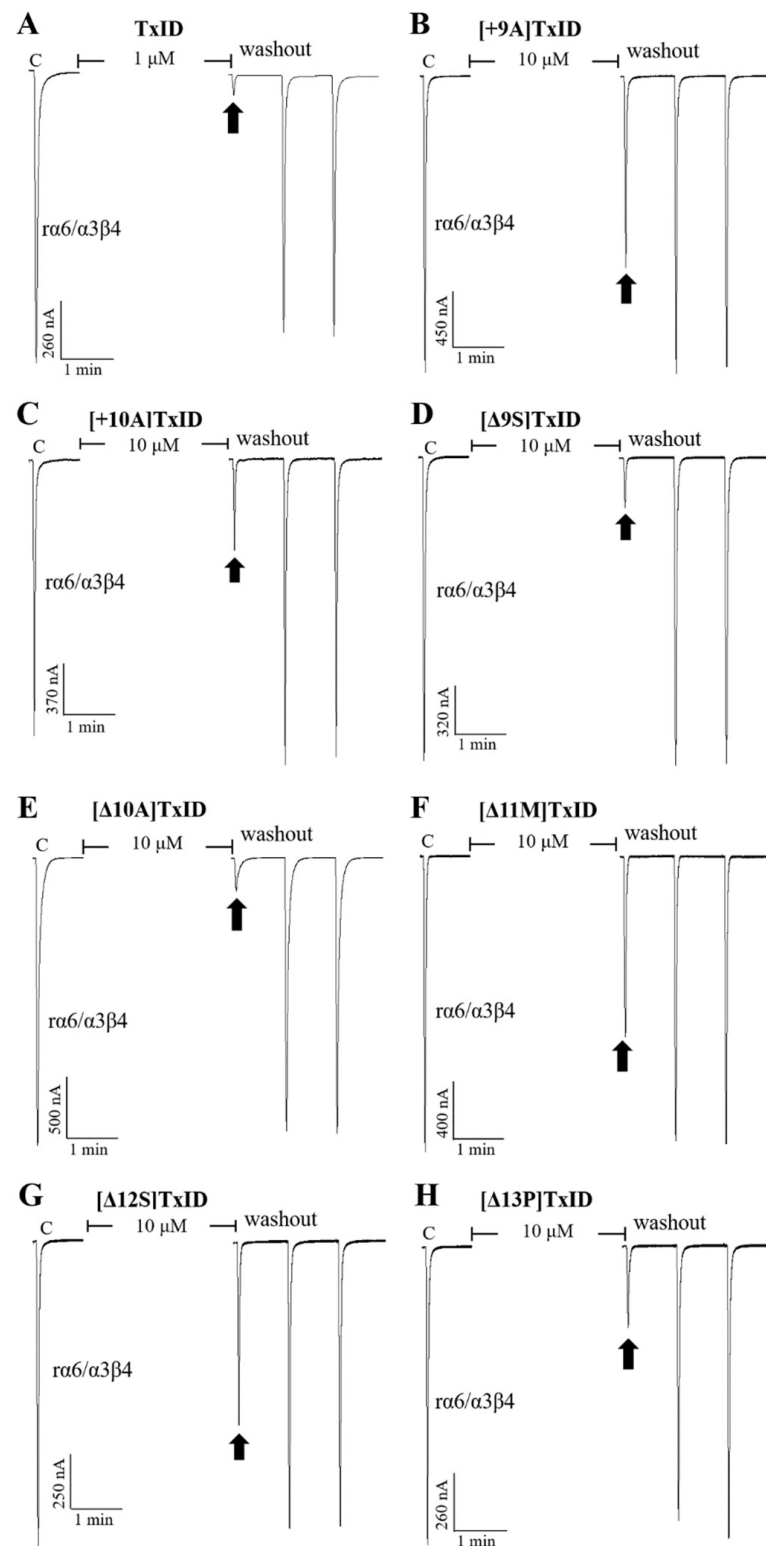 A
TxID
C
1 μM
washout
rα6/α3β4
260 nA
1 min
B
[+9A]TxID
C
10 μM
washout
rα6/α3β4
450 nA
1 min
C
[+10A]TxID
C
10 μM
washout
rα6/α3β4
370 nA
1 min
D
[Δ9S]TxID
C
10 μM
washout
rα6/α3β4
320 nA
1 min
E
[Δ10A]TxID
C
10 μM
washout
rα6/α3β4
500 nA
1 min
F
[Δ11M]TxID
C
10 μM
washout
rα6/α3β4
400 nA
1 min
G
[Δ12S]TxID
C
10 μM
washout
rα6/α3β4
250 nA
1 min
H
[Δ13P]TxID
C
10 μM
washout
rα6/α3β4
260 nA
1 min